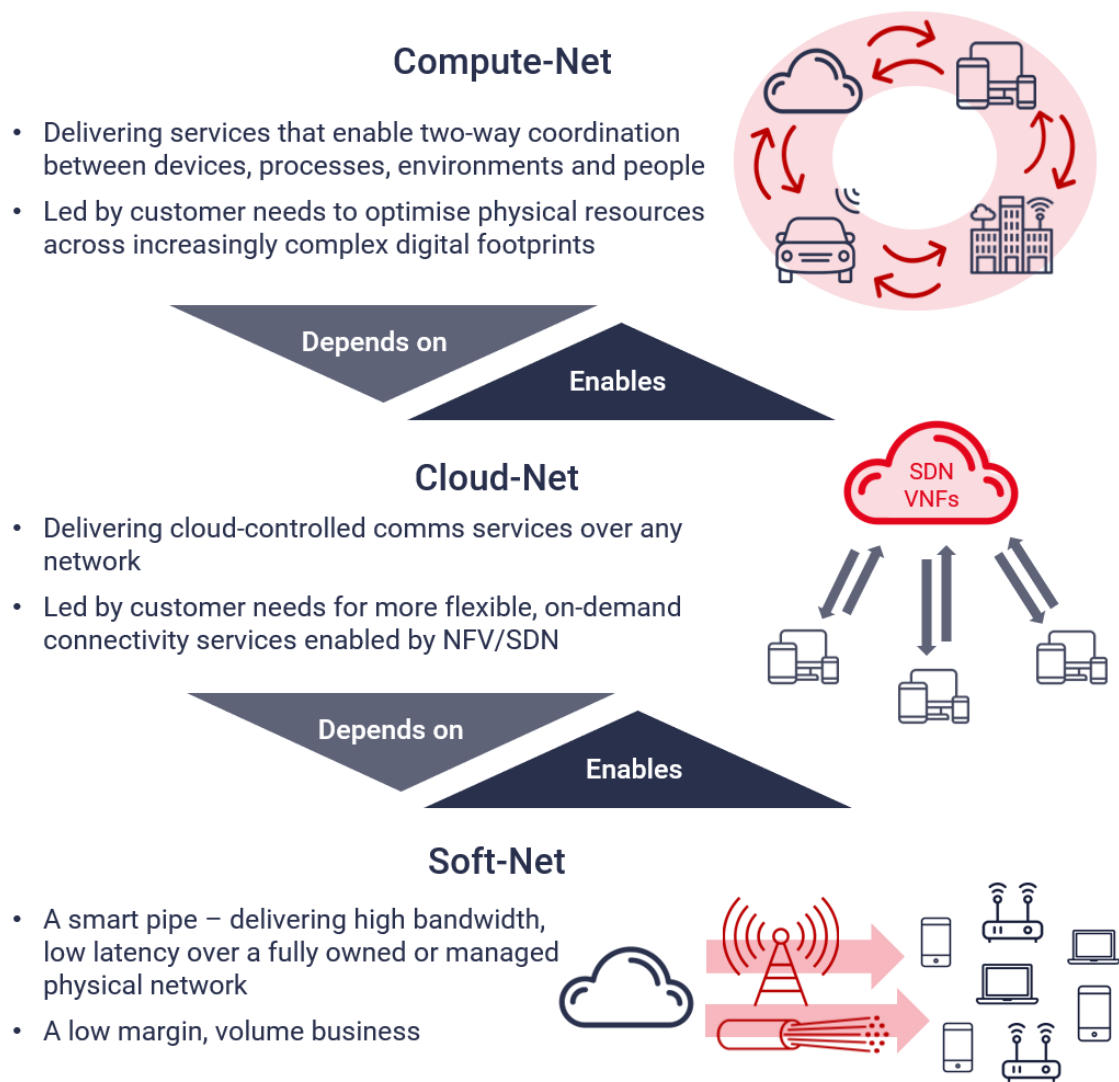 Compute-Net
• Delivering services that enable two-way coordination
between devices, processes, environments and people
• Led by customer needs to optimise physical resources
across increasingly complex digital footprints
Depends on
Enables
Cloud-Net
SDN
VNFs
• Delivering cloud-controlled comms services over any
network
• Led by customer needs for more flexible, on-demand
connectivity services enabled by NFV/SDN
Depends on
Enables
Soft-Net
• A smart pipe – delivering high bandwidth,
low latency over a fully owned or managed
physical network
• A low margin, volume business